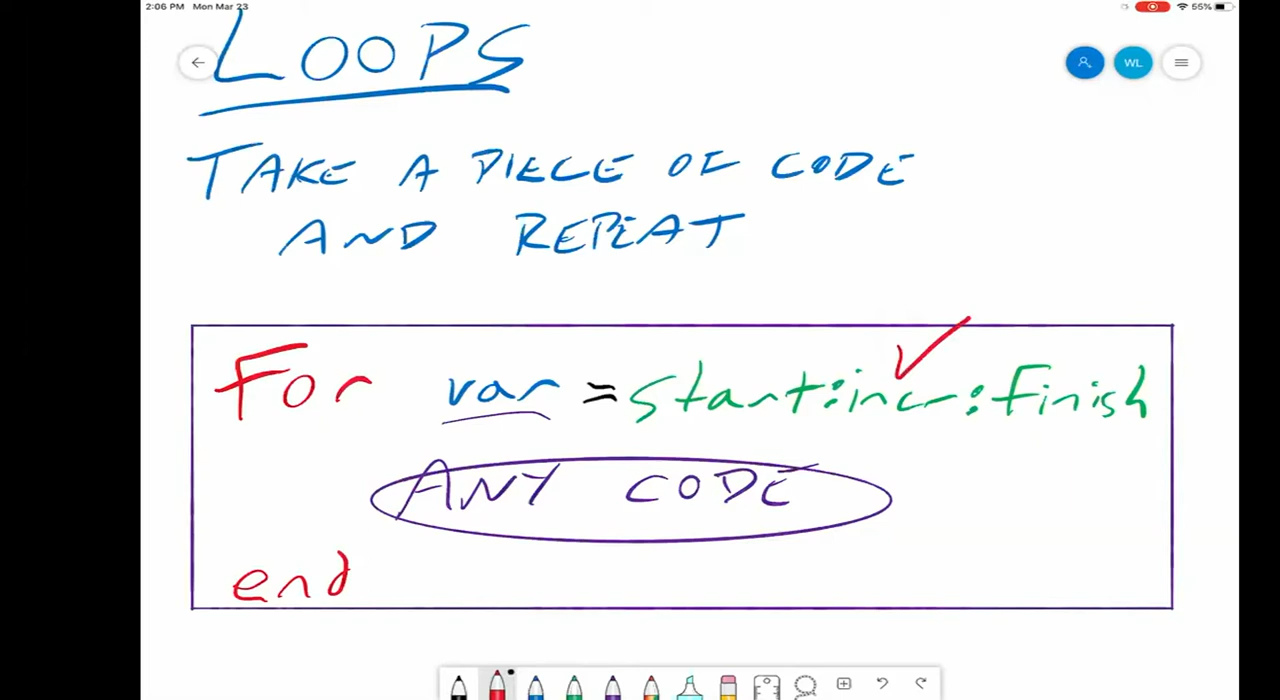 2:06 PM Mon Mar 23
55%
LOOPS
WL
TAKE A PIECE OF CODE
AND REPEAT
For var = start:incr:finish
ANY CODE
end